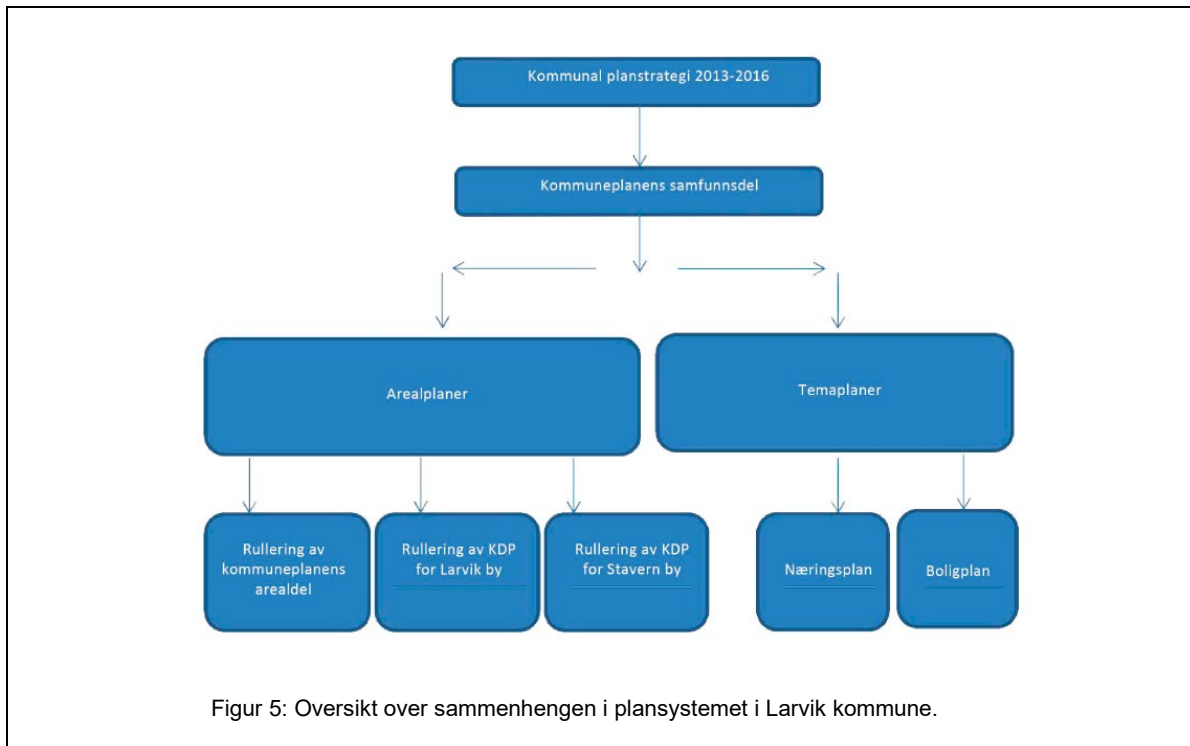 Kommunal planstrategi 2013-2016
Kommuneplanens samfunnsdel
Arealplaner
Temaplaner
Rullering av
kommuneplanens
arealdel
Rullering av KDP
for Larvik by
Rullering av KDP
for Stavern by
Næringsplan
Boligplan
Figur 5: Oversikt over sammenhengen i plansystemet i Larvik kommune.